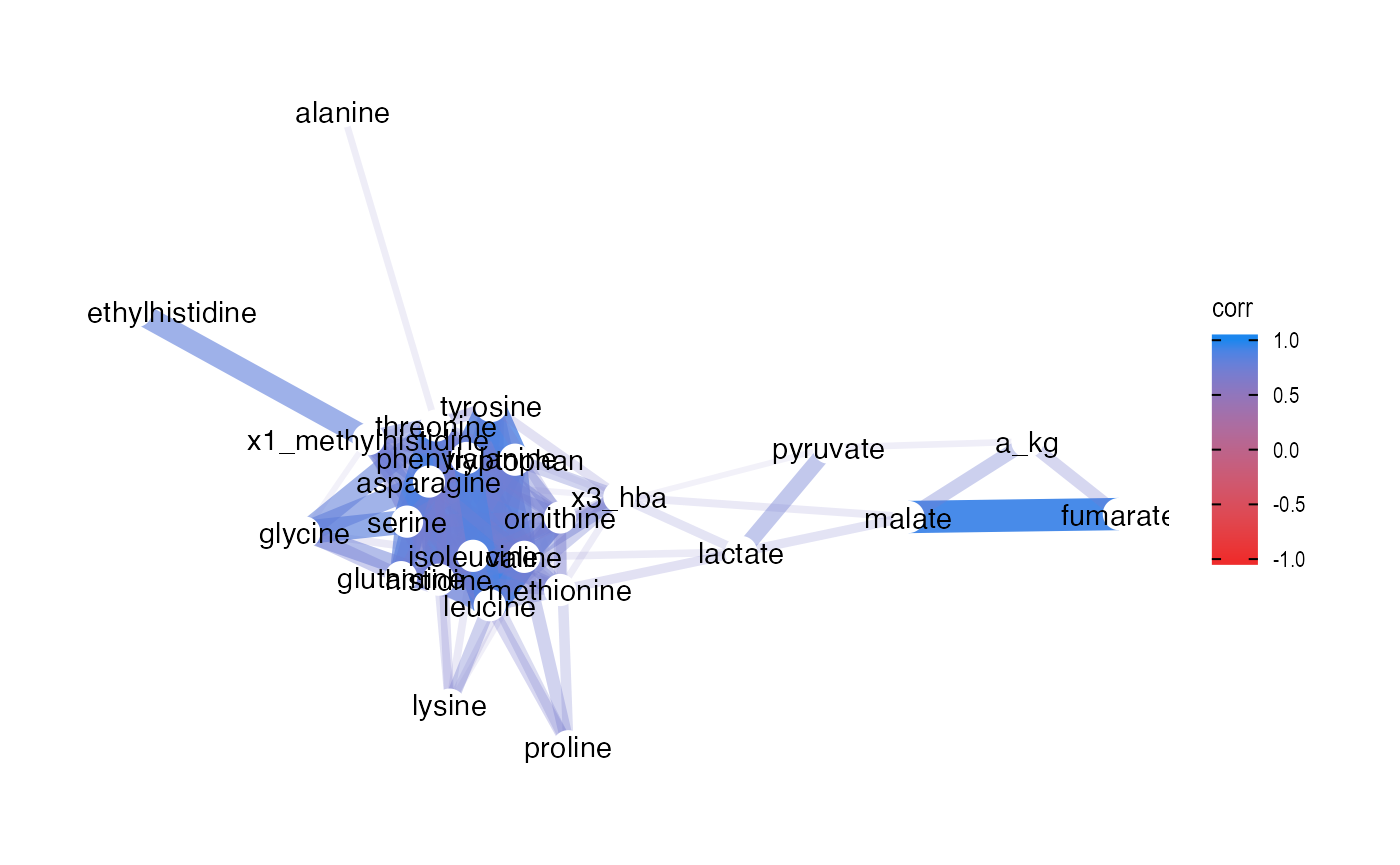 alanine
ethylhistidine
corr
1.0
0.5
0.0
-0.5
-1.0
tyrosine
threonine
x1_methylhistidine
phenylalanine
tryptophan
asparagine
pyruvate
a_kg
x3_hba
ornithine
serine
glycine
malate
fumarate
lactate
isoleucine
valine
glutamine
histidine
methionine
leucine
lysine
proline